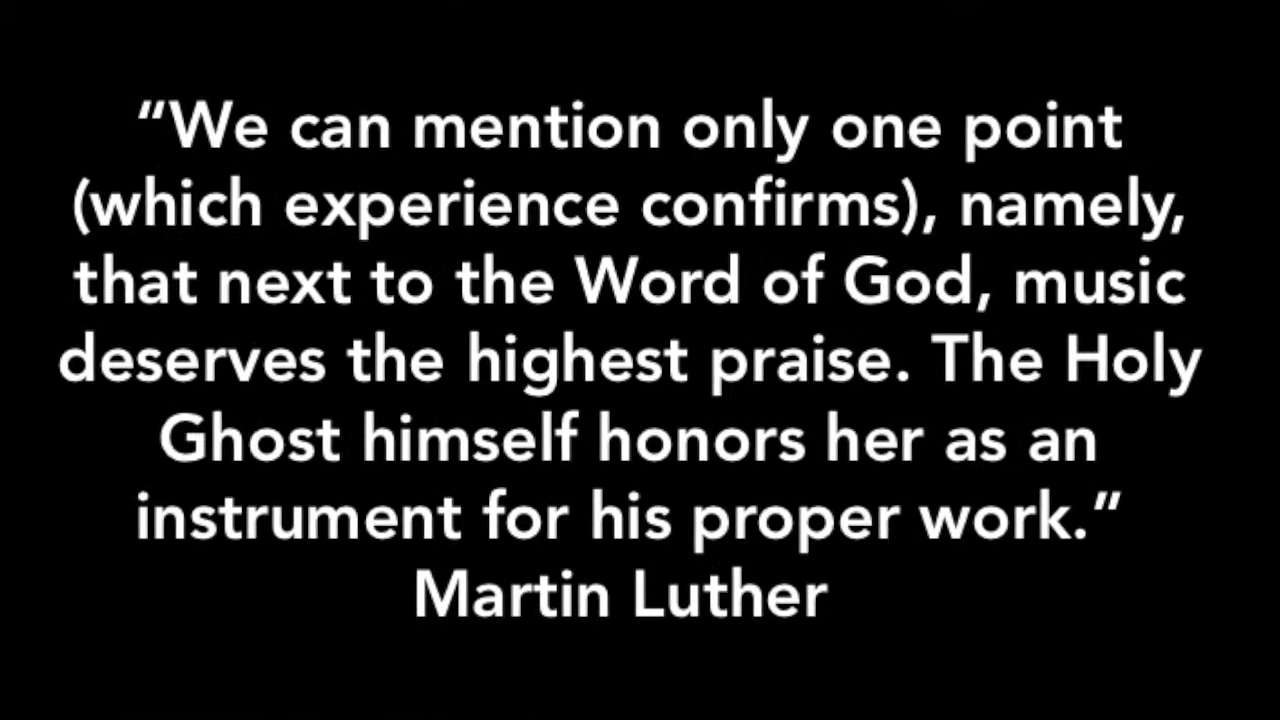 “We can mention only one point
(which experience confirms), namely,
that next to the Word of God, music
deserves the highest praise. The Holy
Ghost himself honors her as an
instrument for his proper work.”
Martin Luther